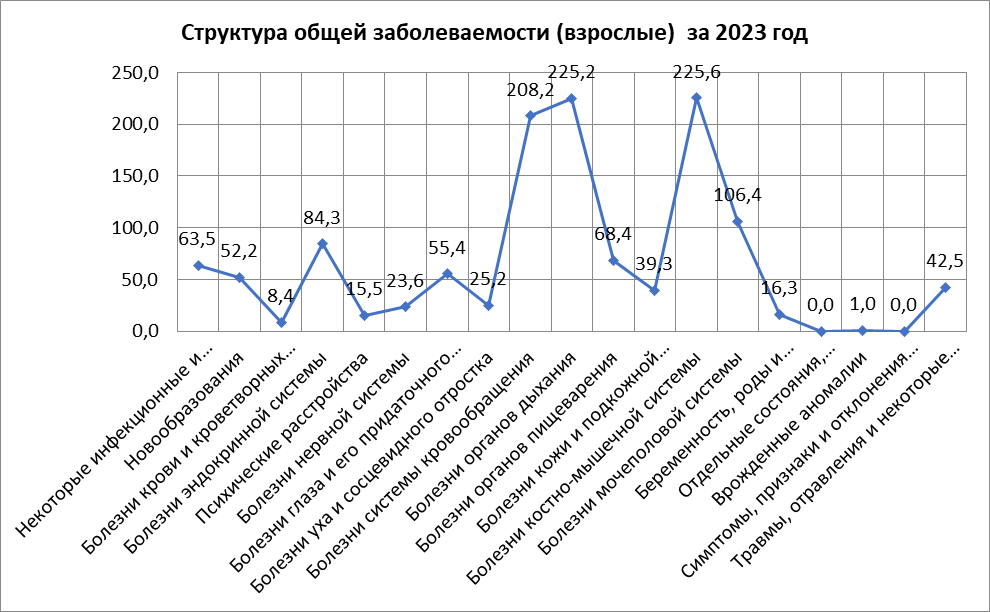 Структура общей заболеваемости (взрослые) за 2023 год
250,0
200,0
150,0
100,0
50,0
0,0
63,5
52,2
8,4
84,3
15,5
23,6
55,4
25,2
208,2
225,2
68,4
39,3
225,6
106,4
16,3
0,0
1,0
0,0
42,5
Некоторые инфекционные и…
Новообразования
Болезни крови и кроветворных…
Болезни эндокринной системы
Психические расстройства
Болезни нервной системы
Болезни глаза и его придаточного…
Болезни уха и сосцевидного отростка
Болезни системы кровообращения
Болезни органов дыхания
Болезни органов пищеварения
Болезни кожи и подкожной…
Болезни костно-мышечной системы
Болезни мочеполовой системы
Беременность, роды и…
Отдельные состояния,…
Врожденные аномалии
Симптомы, признаки и отклонения…
Травмы, отравления и некоторые…